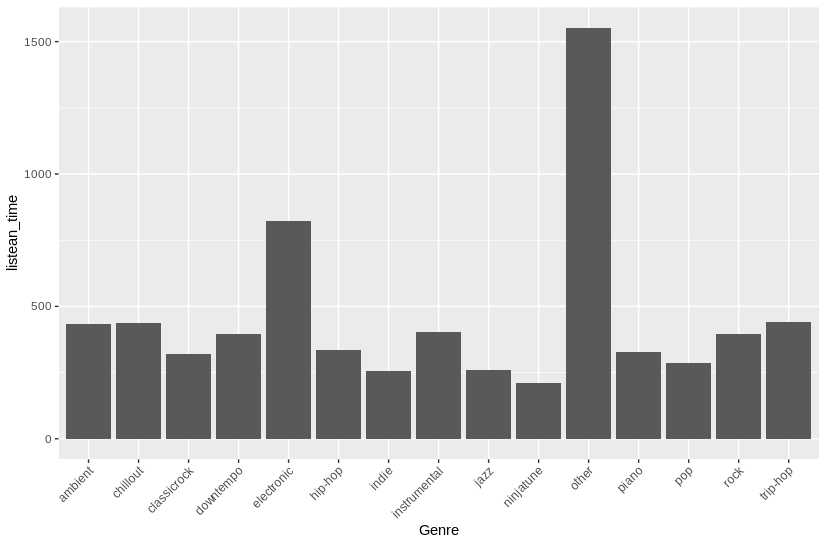 1500
1000
500
0
listean_time
ambient
chillout
classicrock
downtempo
electronic
hip-hop
indie
instrumental
jazz
ninjatune
other
piano
pop
rock
trip-hop
Genre